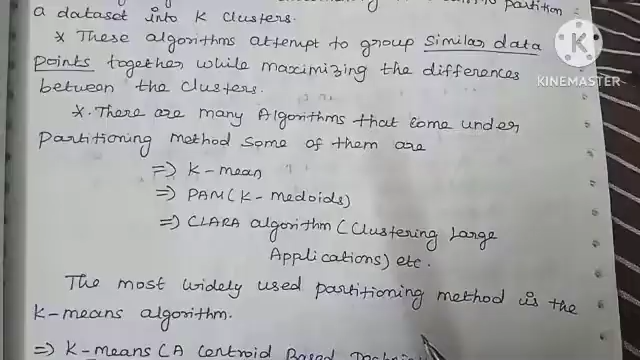 partition
a dataset into K clusters.
* These algorithms attempt to group similar data
points together while maximizing the differences
between the clusters.
*. There are many Algorithms that come under
partitioning method some of them are
=> K-mean
=> PAM (K-medoids)
=> CLARA algorithm (Clustering Large
Applications) etc.
The most widely used partitioning method is the
K-means algorithm.
=> K-means (A Centroid Based Technique
KINEMASTER